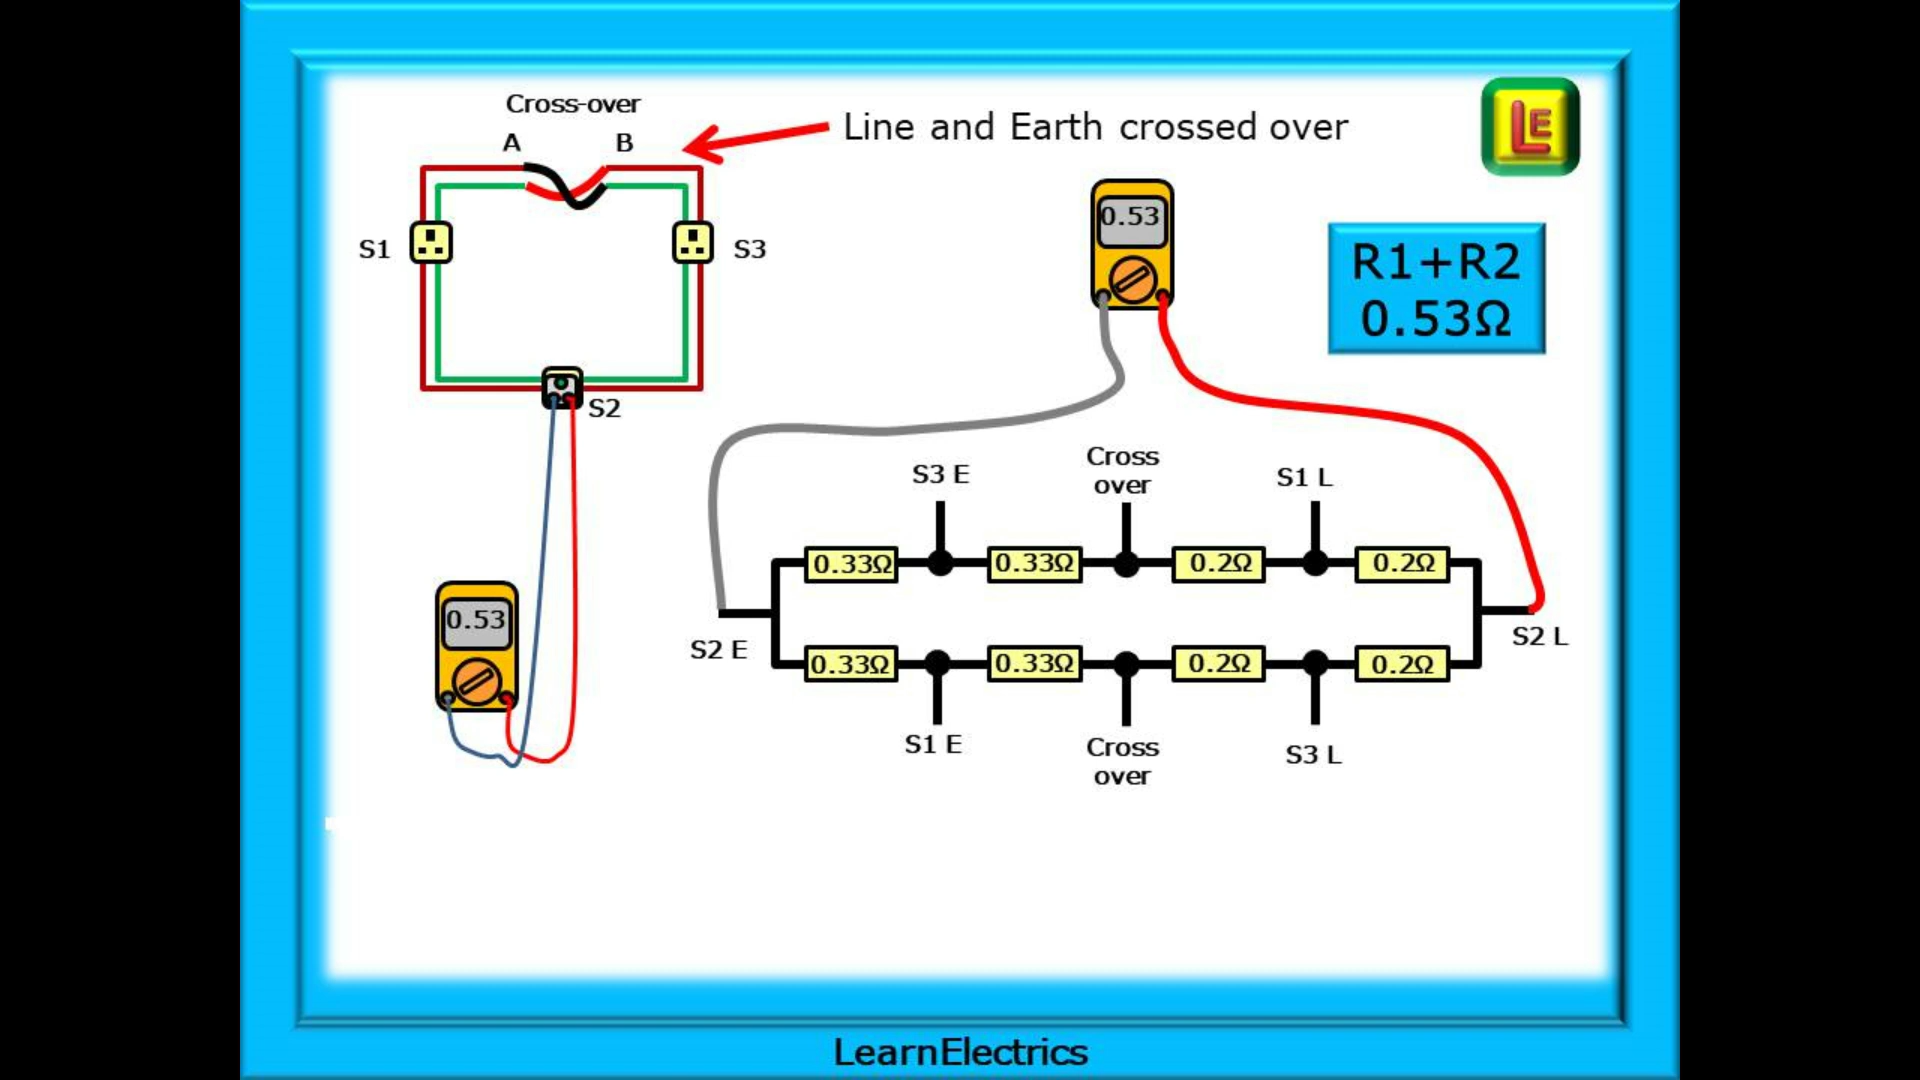 Cross-over
A B
Line and Earth crossed over
LE
S1
S3
0.53
R1+R2
0.53Ω
S2
S3 E
Cross
over
S1 L
0.33Ω 0.33Ω 0.2Ω 0.2Ω
0.53
S2 E
S2 L
0.33Ω 0.33Ω 0.2Ω 0.2Ω
S1 E
Cross
over
S3 L
LearnElectrics